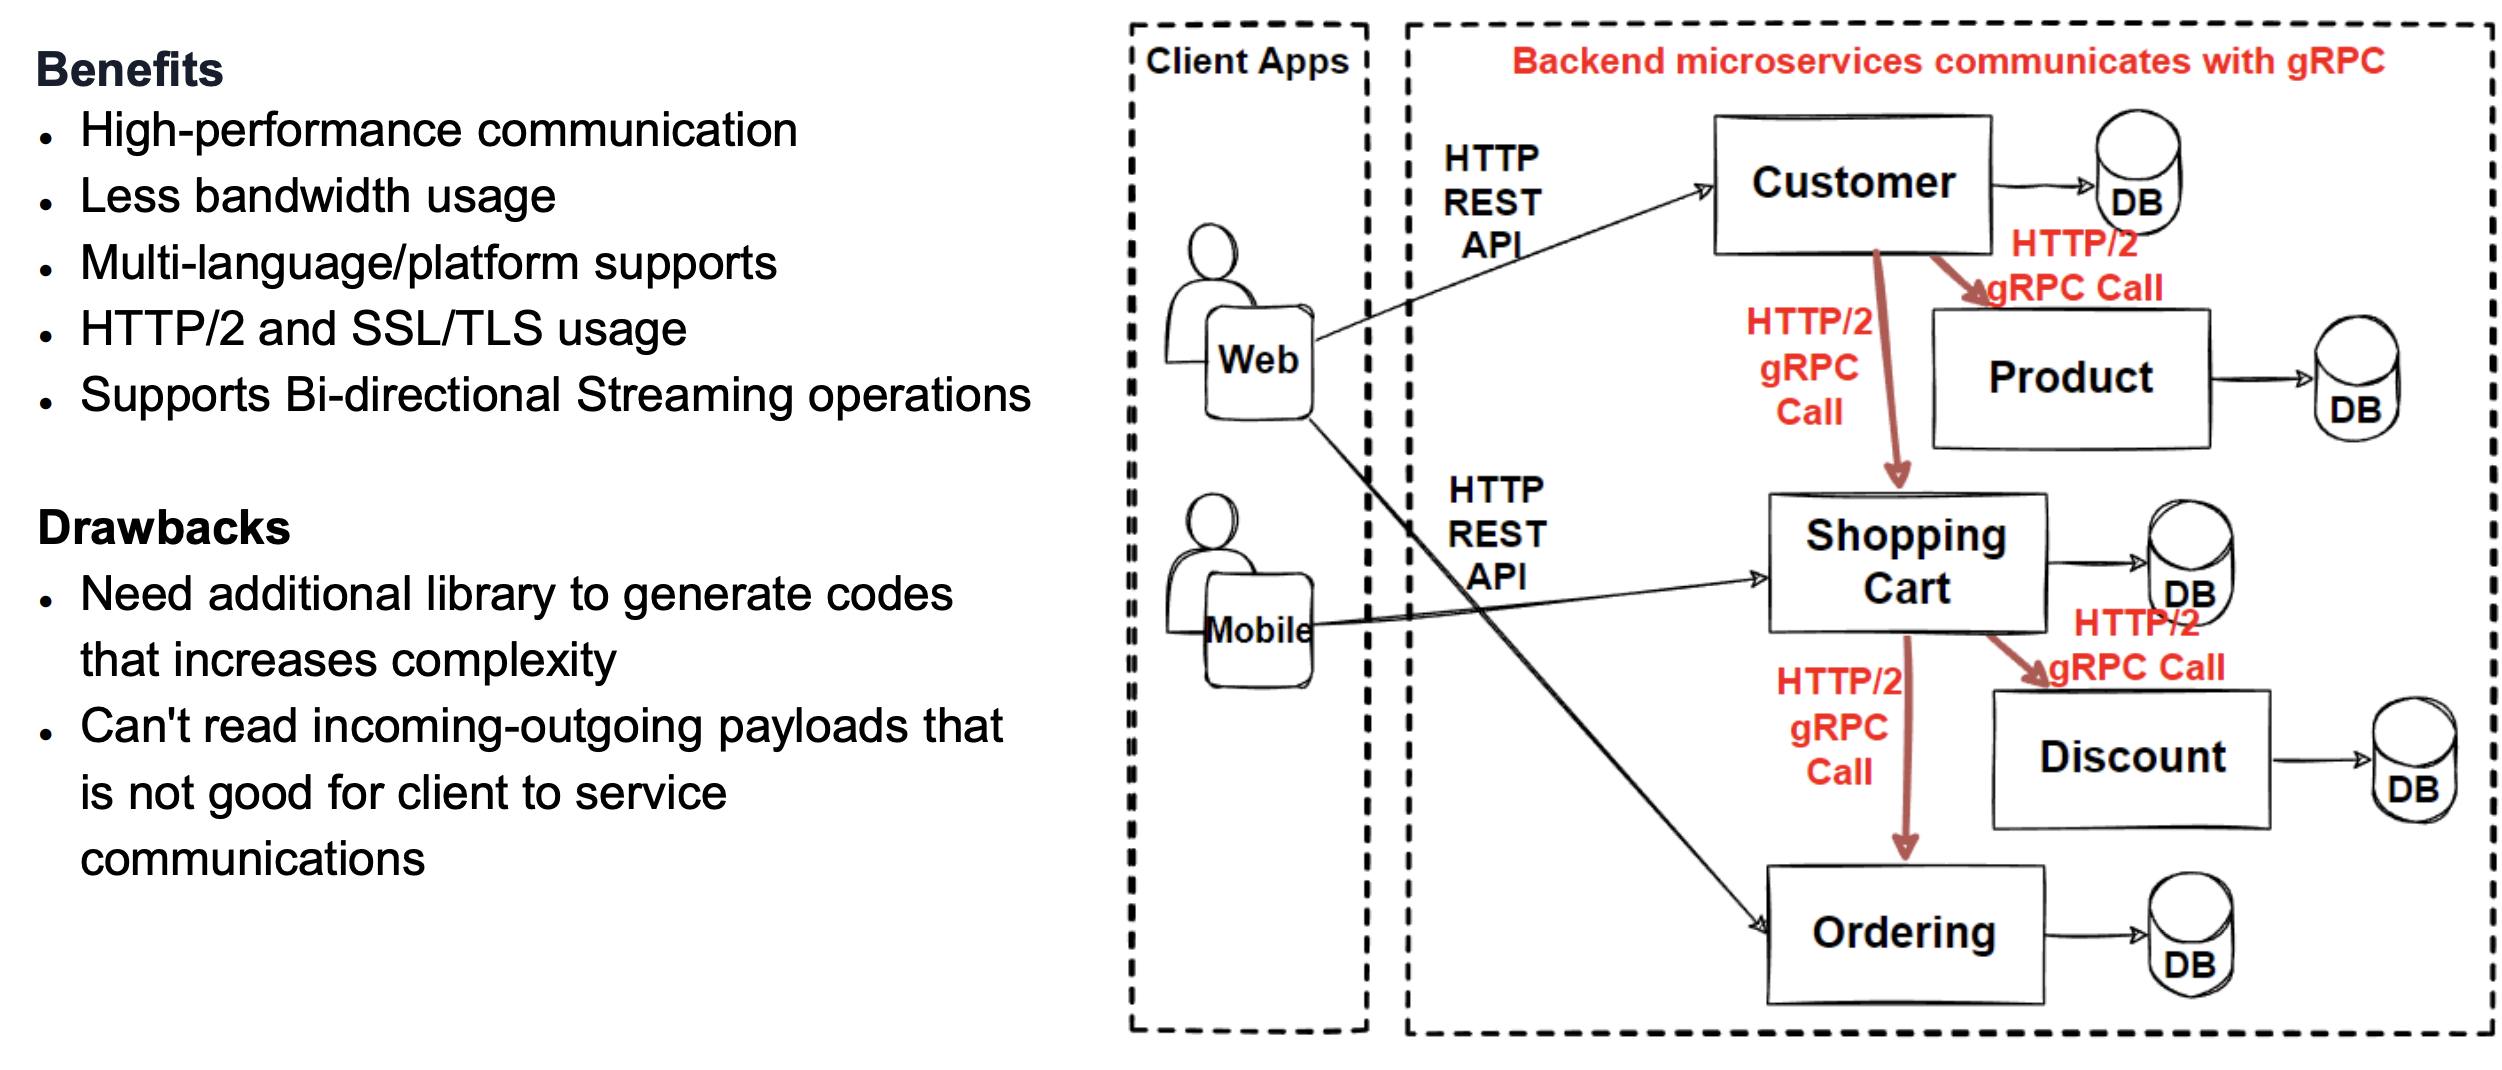 Benefits
• High-performance communication
• Less bandwidth usage
• Multi-language/platform supports
• HTTP/2 and SSL/TLS usage
• Supports Bi-directional Streaming operations
Drawbacks
• Need additional library to generate codes
that increases complexity
• Can't read incoming-outgoing payloads that
is not good for client to service
communications
Client Apps
Web
Mobile
Backend microservices communicates with gRPC
HTTP
REST
API
Customer
DB
HTTP/2
gRPC Call
HTTP/2
gRPC
Call
Product
DB
HTTP
REST
API
Shopping
Cart
DB
HTTP/2
gRPC Call
HTTP/2
gRPC
Call
Discount
DB
Ordering
DB